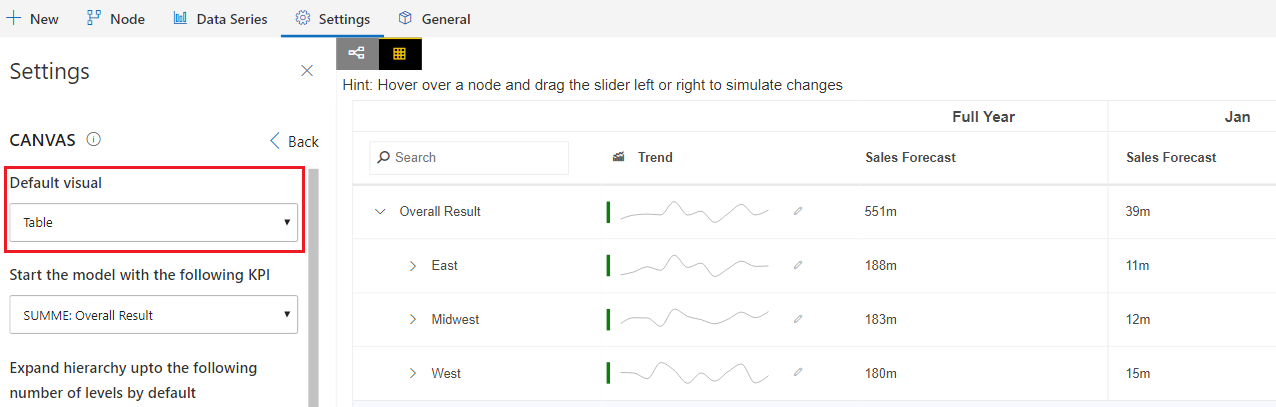 New Node Data Series Settings General
Settings
CANVAS Back
Default visual
Table
Start the model with the following KPI
SUMME: Overall Result
Expand hierarchy upto the following
number of levels by default
Hint: Hover over a node and drag the slider left or right to simulate changes
Full Year Jan
Search Trend Sales Forecast Sales Forecast
Overall Result 551m 39m
East 188m 11m
Midwest 183m 12m
West 180m 15m